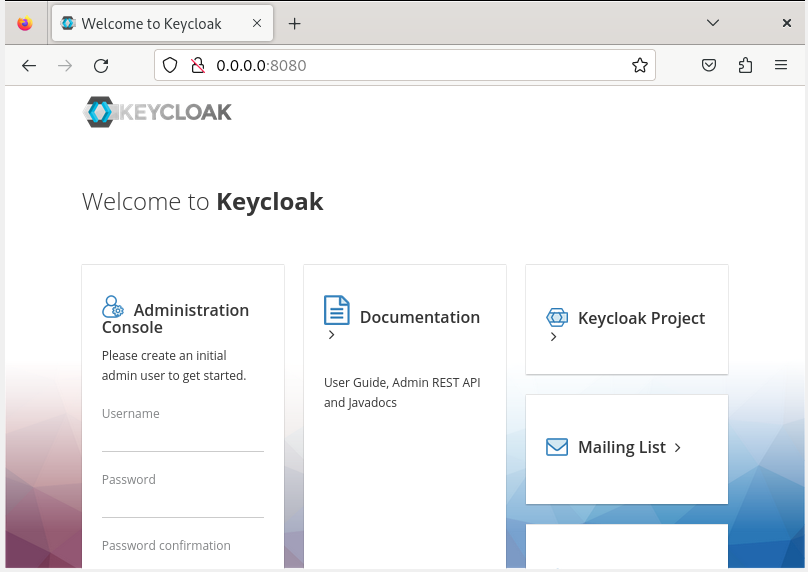 Welcome to Keycloak
0.0.0.0:8080
KEYCLOAK
Welcome to Keycloak
Administration
Console
Please create an initial
admin user to get started.
Username
Password
Password confirmation
Documentation
User Guide, Admin REST API
and Javadocs
Keycloak Project
Mailing List